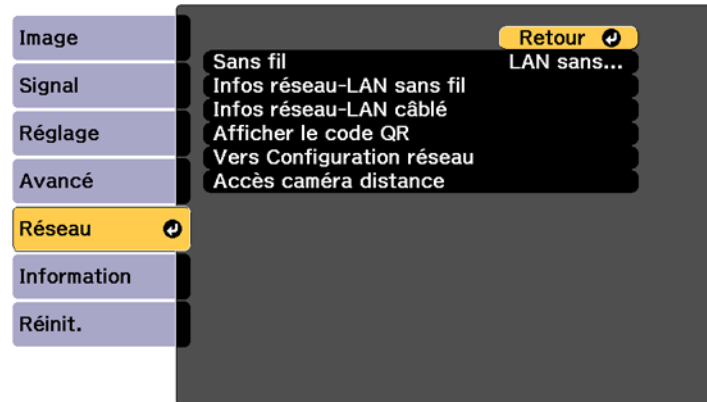 Image
Signal
Réglage
Avancé
Réseau
Information
Réinit.
Retour
Sans fil LAN sans...
Infos réseau-LAN sans fil
Infos réseau-LAN câblé
Afficher le code QR
Vers Configuration réseau
Accès caméra distance